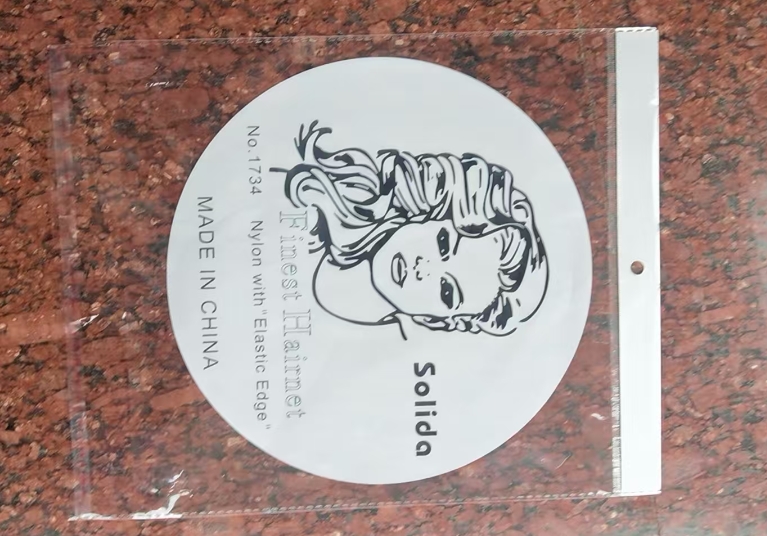 Solida
Finest Hairnet
No.1734 Nylon with "Elastic Edge"
MADE IN CHINA